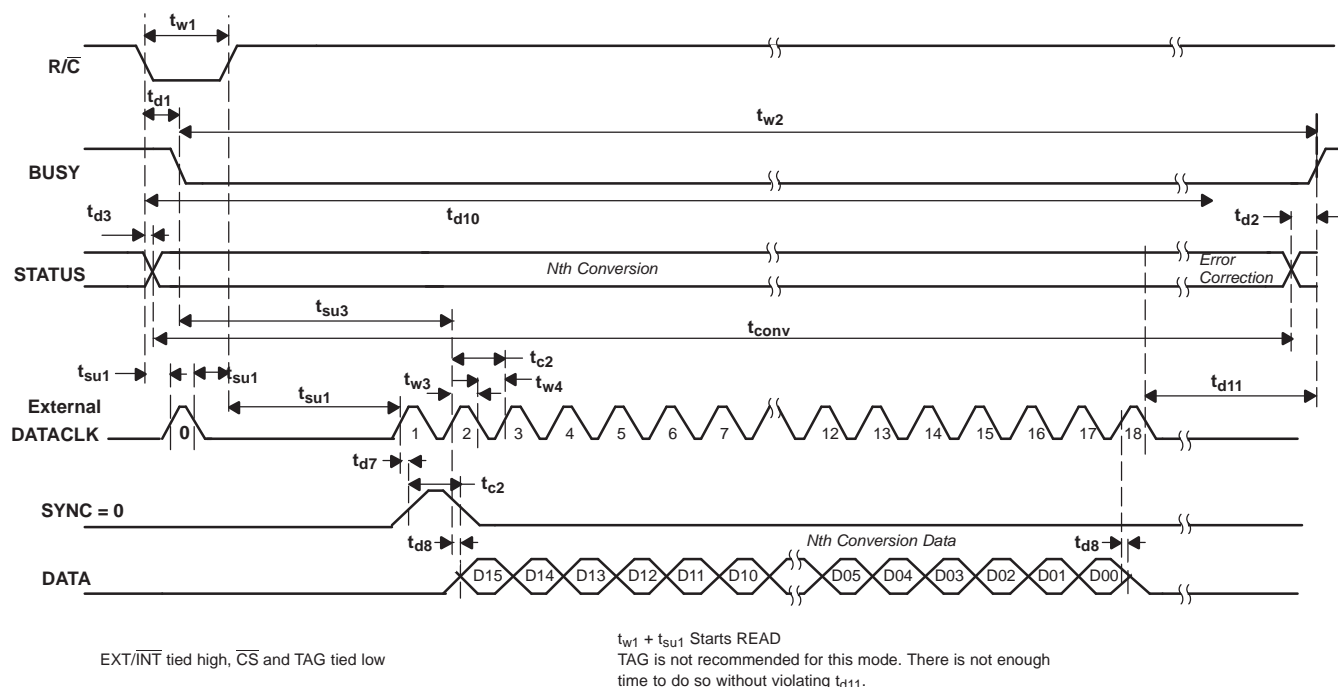 tw1
R/C
td1
tw2
BUSY
td3
td10
td2
STATUS
Nth Conversion
Error
Correction
tsu3
tconv
tsu1
tsu1
tc2
tw3
tw4
td11
tsu1
External
DATACLK
0
1 2 3 4 5 6 7 12 13 14 15 16 17 18
td7
tc2
SYNC = 0
td8
Nth Conversion Data
td8
DATA
D15 D14 D13 D12 D11 D10 D05 D04 D03 D02 D01 D00
EXT/INT tied high, CS and TAG tied low
tw1 + tsu1 Starts READ
TAG is not recommended for this mode. There is not enough
time to do so without violating td11.